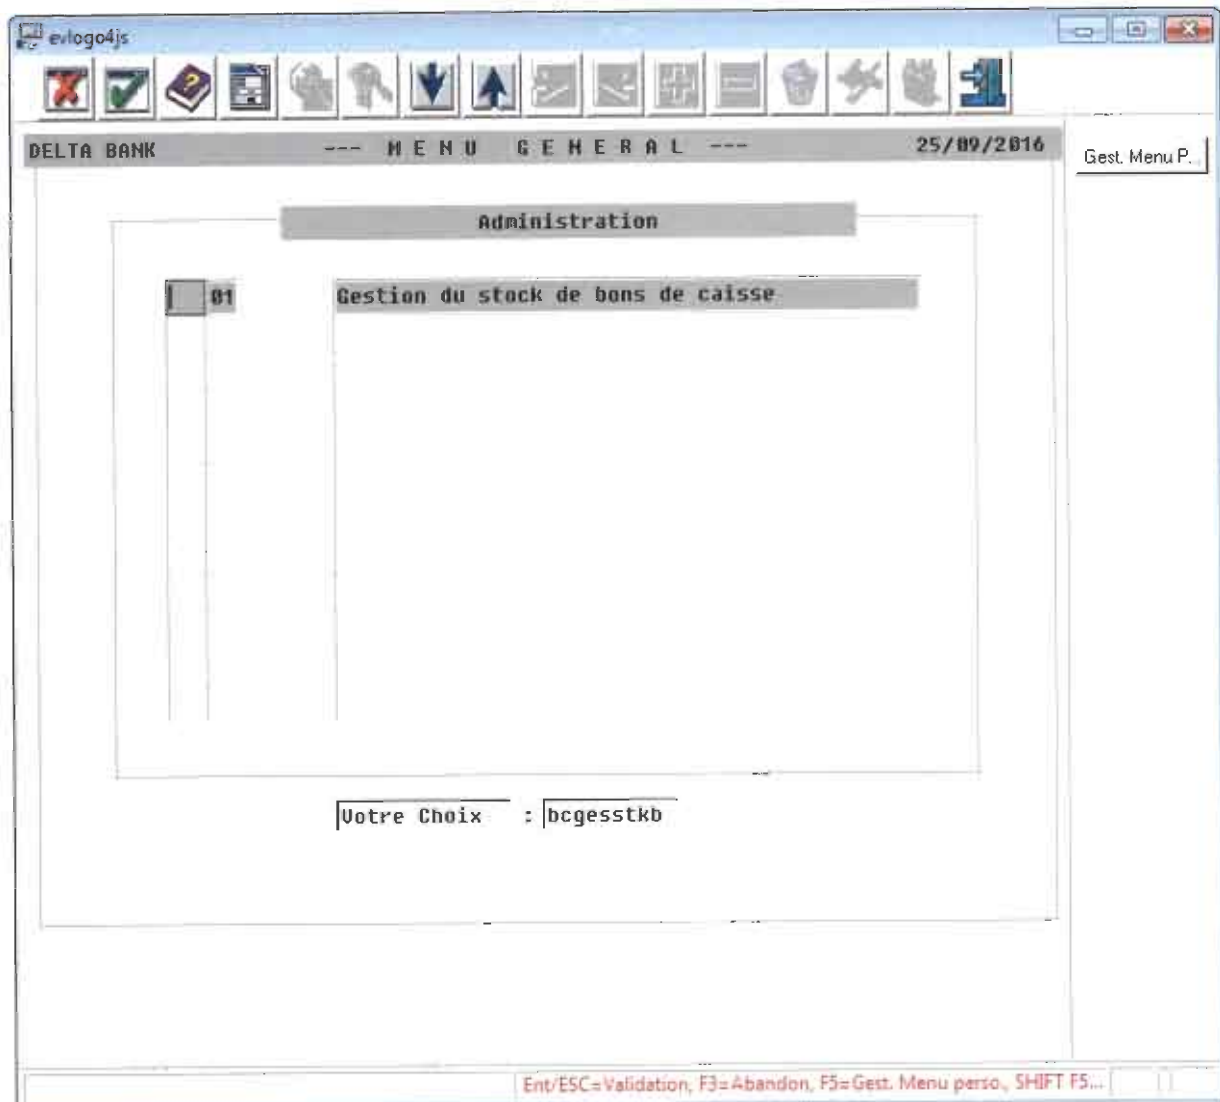 evlogo4js
DELTA BANK --- M E N U G E N E R A L --- 25/09/2016
Gest. Menu P.
Administration
01 Gestion du stock de bons de caisse
Votre Choix : bcgesstkb
Ent/ESC=Validation, F3=Abandon, F5=Gest. Menu perso., SHIFT F5...